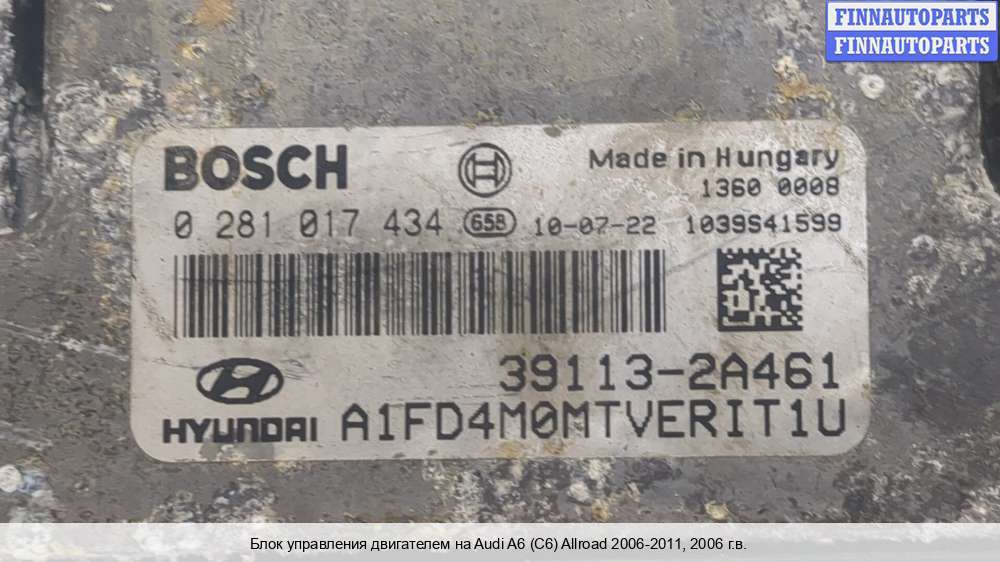 FINNAUTOPARTS
FINNAUTOPARTS
BOSCH
Made in Hungary
1360 0008
0 281 017 434 658 10-07-22 1039S41599
39113-2A461
HYUNDAI A1FD4M0MTVERIT1U
Блок управления двигателем на Audi A6 (C6) Allroad 2006-2011, 2006 г.в.